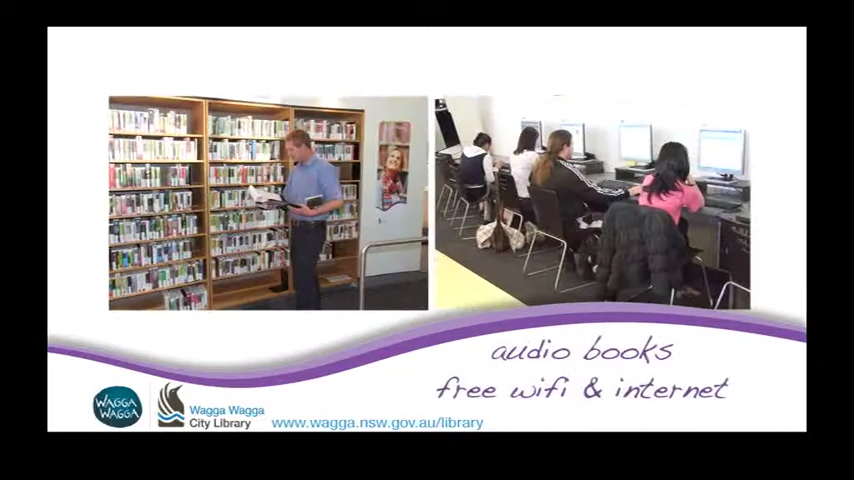 audio books
free wifi & internet
WAGGA
WAGGA
Wagga Wagga
City Library
www.wagga.nsw.gov.au/library